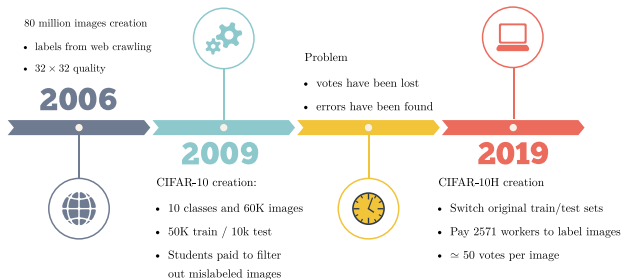 80 million images creation
• labels from web crawling
• 32 × 32 quality
2006
2009
CIFAR-10 creation:
• 10 classes and 60K images
• 50K train / 10k test
• Students paid to filter
out mislabeled images
Problem
• votes have been lost
• errors have been found
2019
CIFAR-10H creation
• Switch original train/test sets
• Pay 2571 workers to label images
• ≃ 50 votes per image